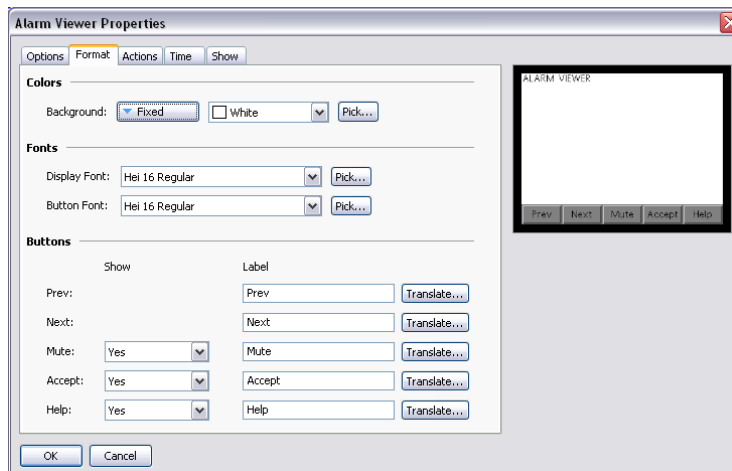 Alarm Viewer Properties
Options Format Actions Time Show
Colors
Background: Fixed White Pick...
Fonts
Display Font: Hei 16 Regular Pick...
Button Font: Hei 16 Regular Pick...
Buttons
Show Label
Prev: Prev Translate...
Next: Next Translate...
Mute: Yes Mute Translate...
Accept: Yes Accept Translate...
Help: Yes Help Translate...
OK Cancel
ALARM VIEWER
Prev Next Mute Accept Help